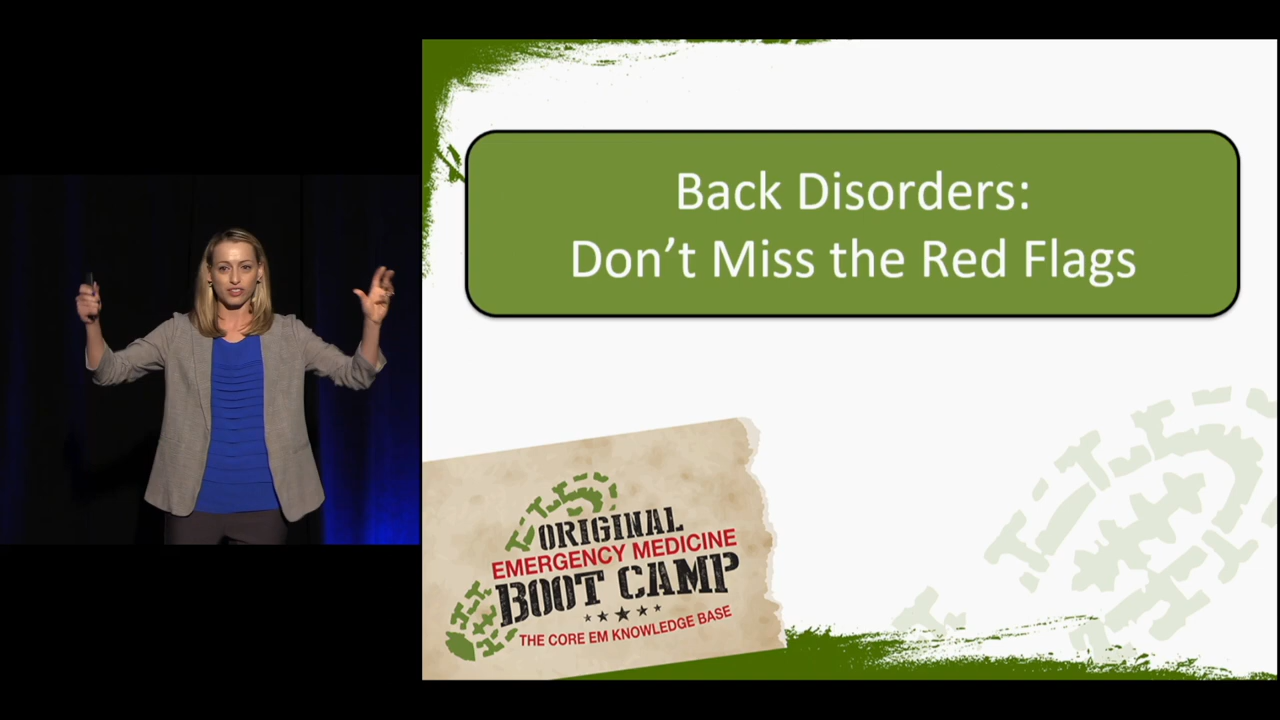 Back Disorders:
Don't Miss the Red Flags
ORIGINAL
EMERGENCY MEDICINE
BOOT CAMP
THE CORE EM KNOWLEDGE BASE